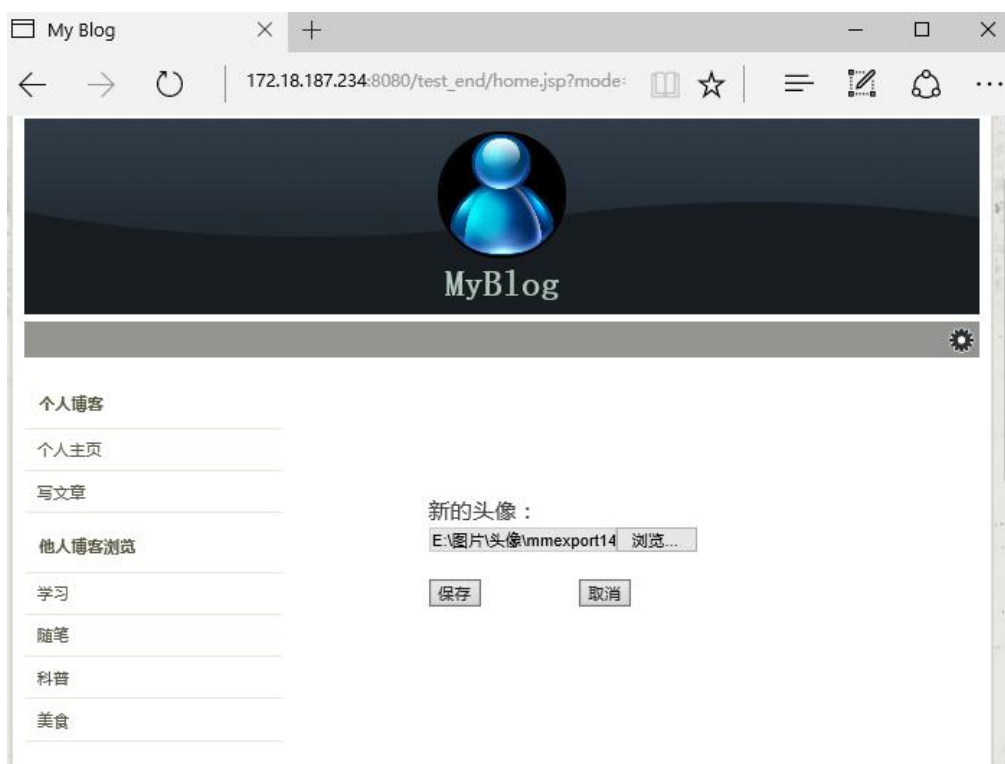 My Blog
172.18.187.234:8080/test_end/home.jsp?mode=
MyBlog
个人博客
个人主页
写文章
他人博客浏览
学习
随笔
科普
美食
新的头像：
E:\图片\头像\mmexport14
浏览...
保存 取消